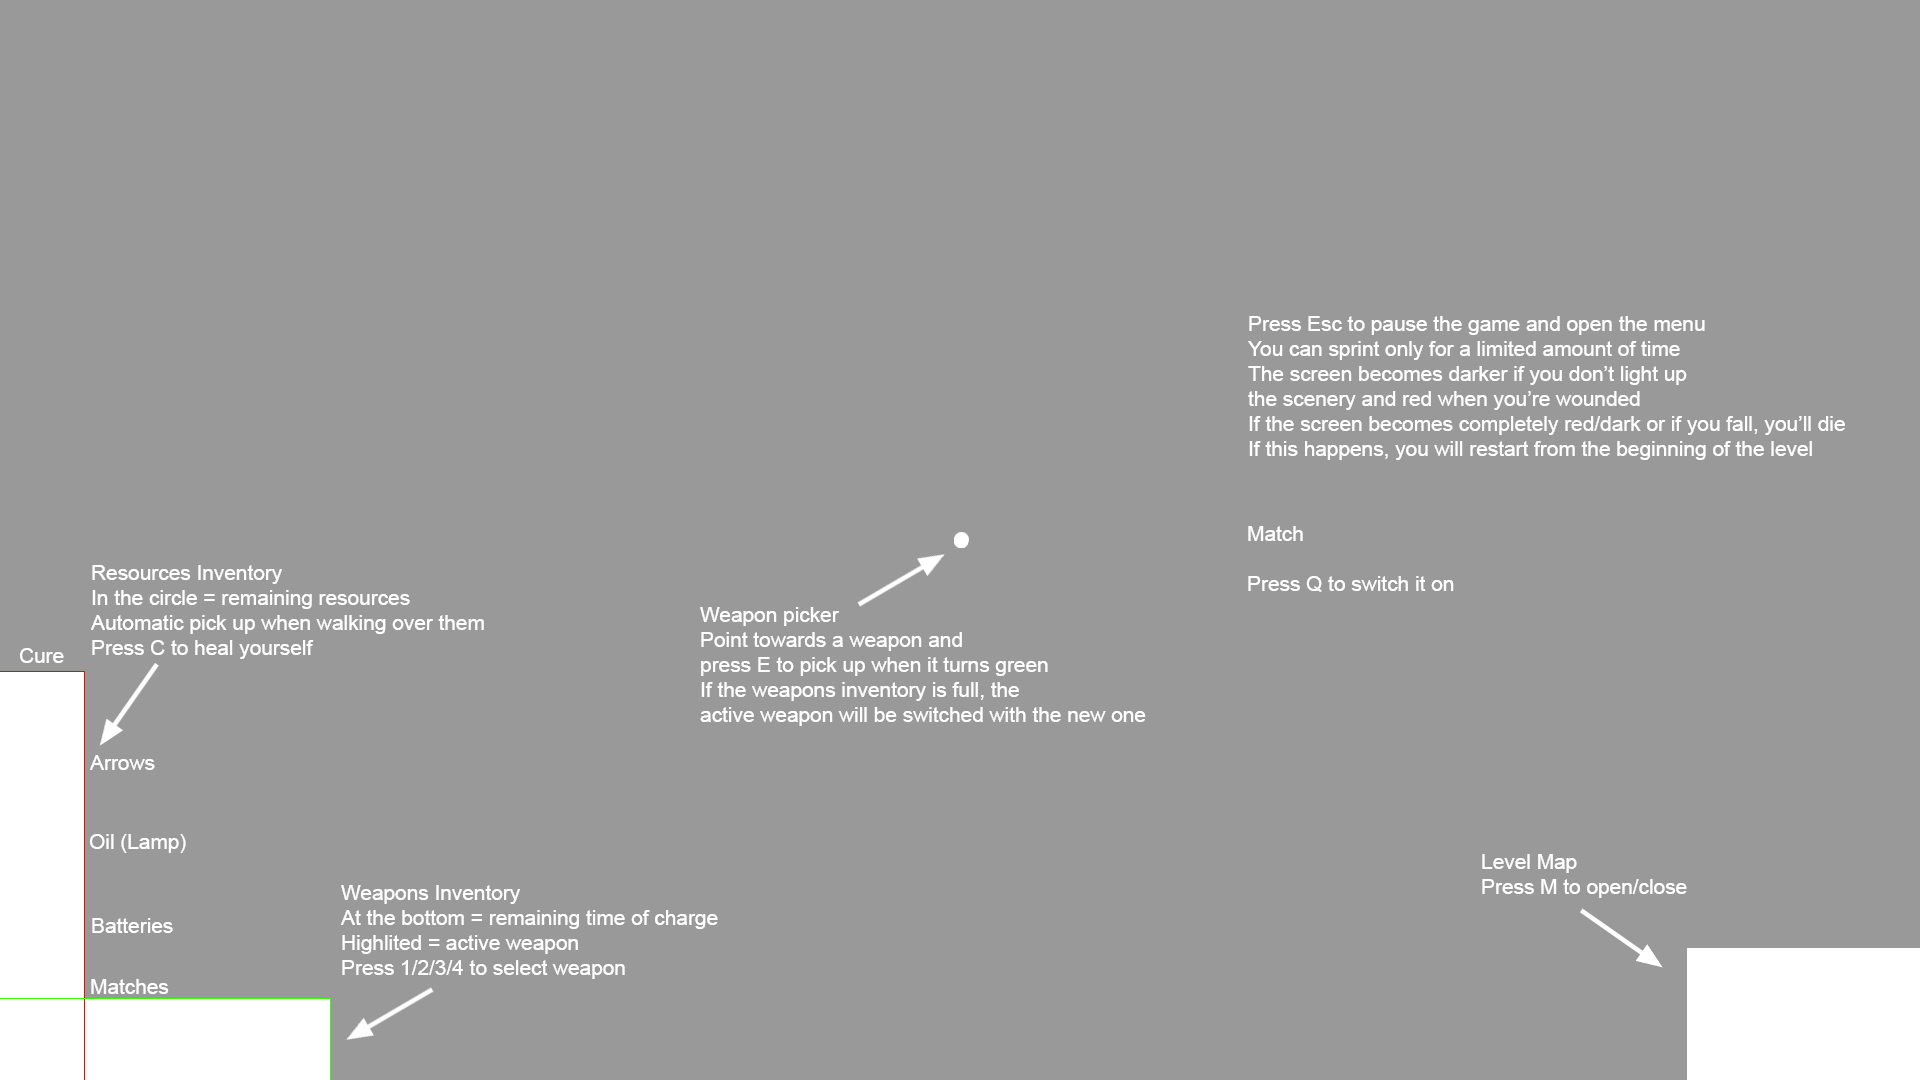 Press Esc to pause the game and open the menu
You can sprint only for a limited amount of time
The screen becomes darker if you don’t light up
the scenery and red when you’re wounded
If the screen becomes completely red/dark or if you fall, you’ll die
If this happens, you will restart from the beginning of the level
Match
Press Q to switch it on
Resources Inventory
In the circle = remaining resources
Automatic pick up when walking over them
Press C to heal yourself
Cure
Arrows
Oil (Lamp)
Batteries
Matches
Weapon picker
Point towards a weapon and
press E to pick up when it turns green
If the weapons inventory is full, the
active weapon will be switched with the new one
Weapons Inventory
At the bottom = remaining time of charge
Highlited = active weapon
Press 1/2/3/4 to select weapon
Level Map
Press M to open/close